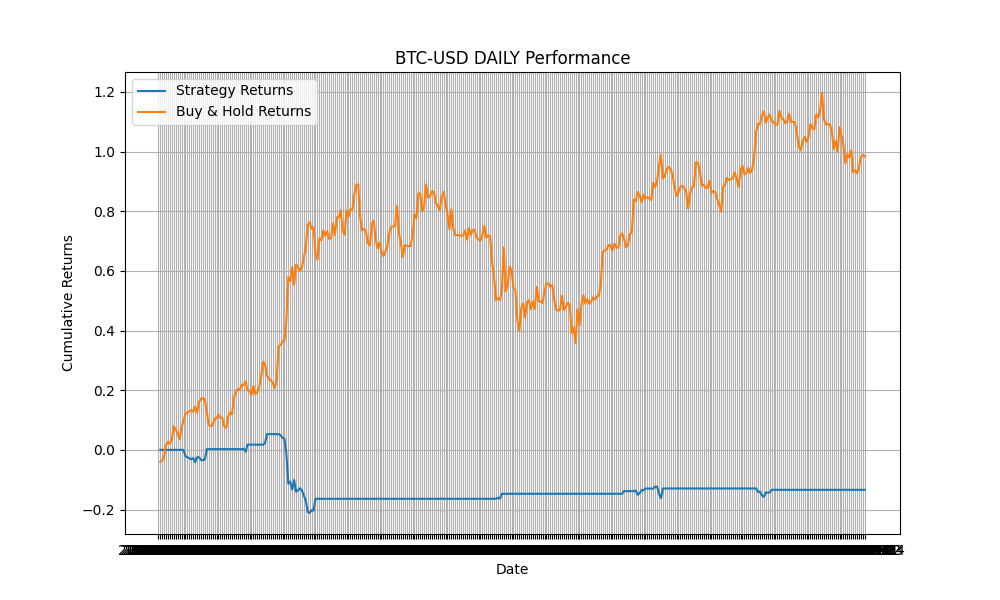 BTC-USD DAILY Performance
Strategy Returns
Buy & Hold Returns
1.2
1.0
0.8
0.6
0.4
0.2
0.0
−0.2
Cumulative Returns
Date